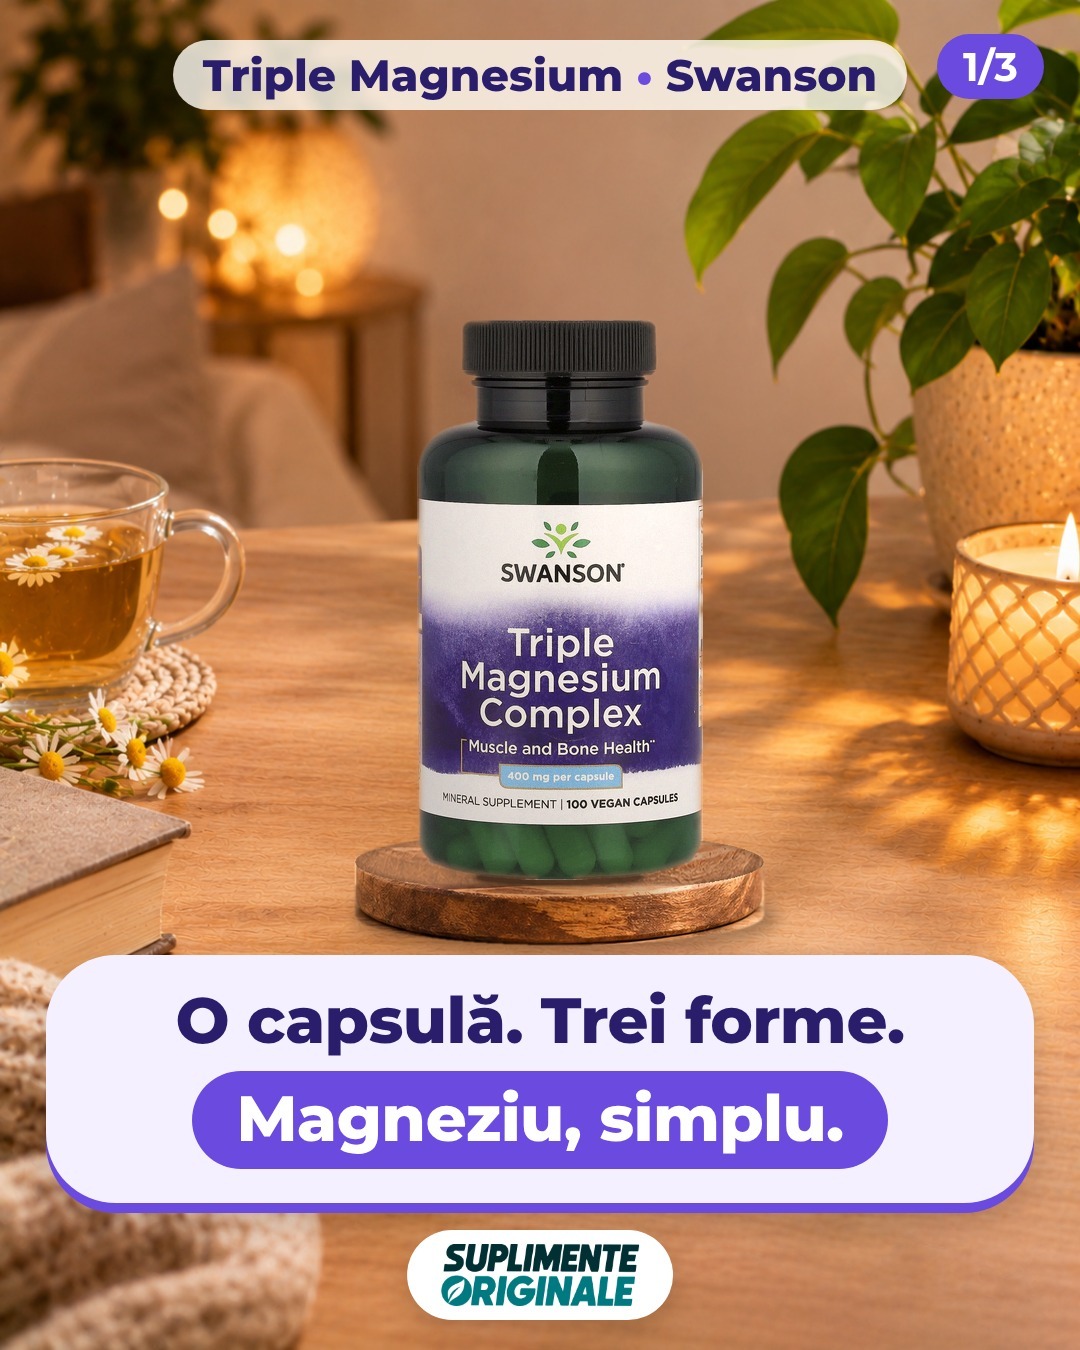 Triple Magnesium • Swanson
1/3
SWANSON
Triple
Magnesium
Complex
Muscle and Bone Health
400 mg per capsule
MINERAL SUPPLEMENT | 100 VEGAN CAPSULES
O capsulă. Trei forme.
Magneziu, simplu.
SUPLIMENTE
ORIGINALE